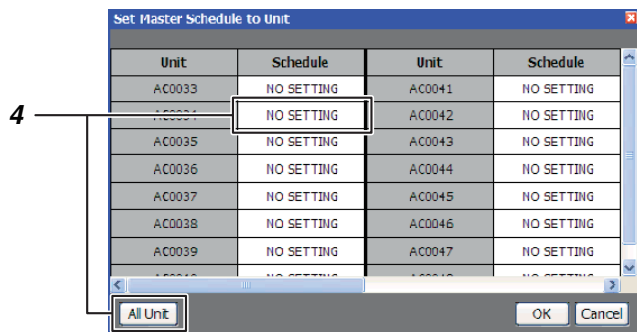 Set Master Schedule to Unit
Unit Schedule Unit Schedule
AC0033 NO SETTING AC0041 NO SETTING
4 NO SETTING AC0042 NO SETTING
AC0035 NO SETTING AC0043 NO SETTING
AC0036 NO SETTING AC0044 NO SETTING
AC0037 NO SETTING AC0045 NO SETTING
AC0038 NO SETTING AC0046 NO SETTING
AC0039 NO SETTING AC0047 NO SETTING
All Unit OK Cancel